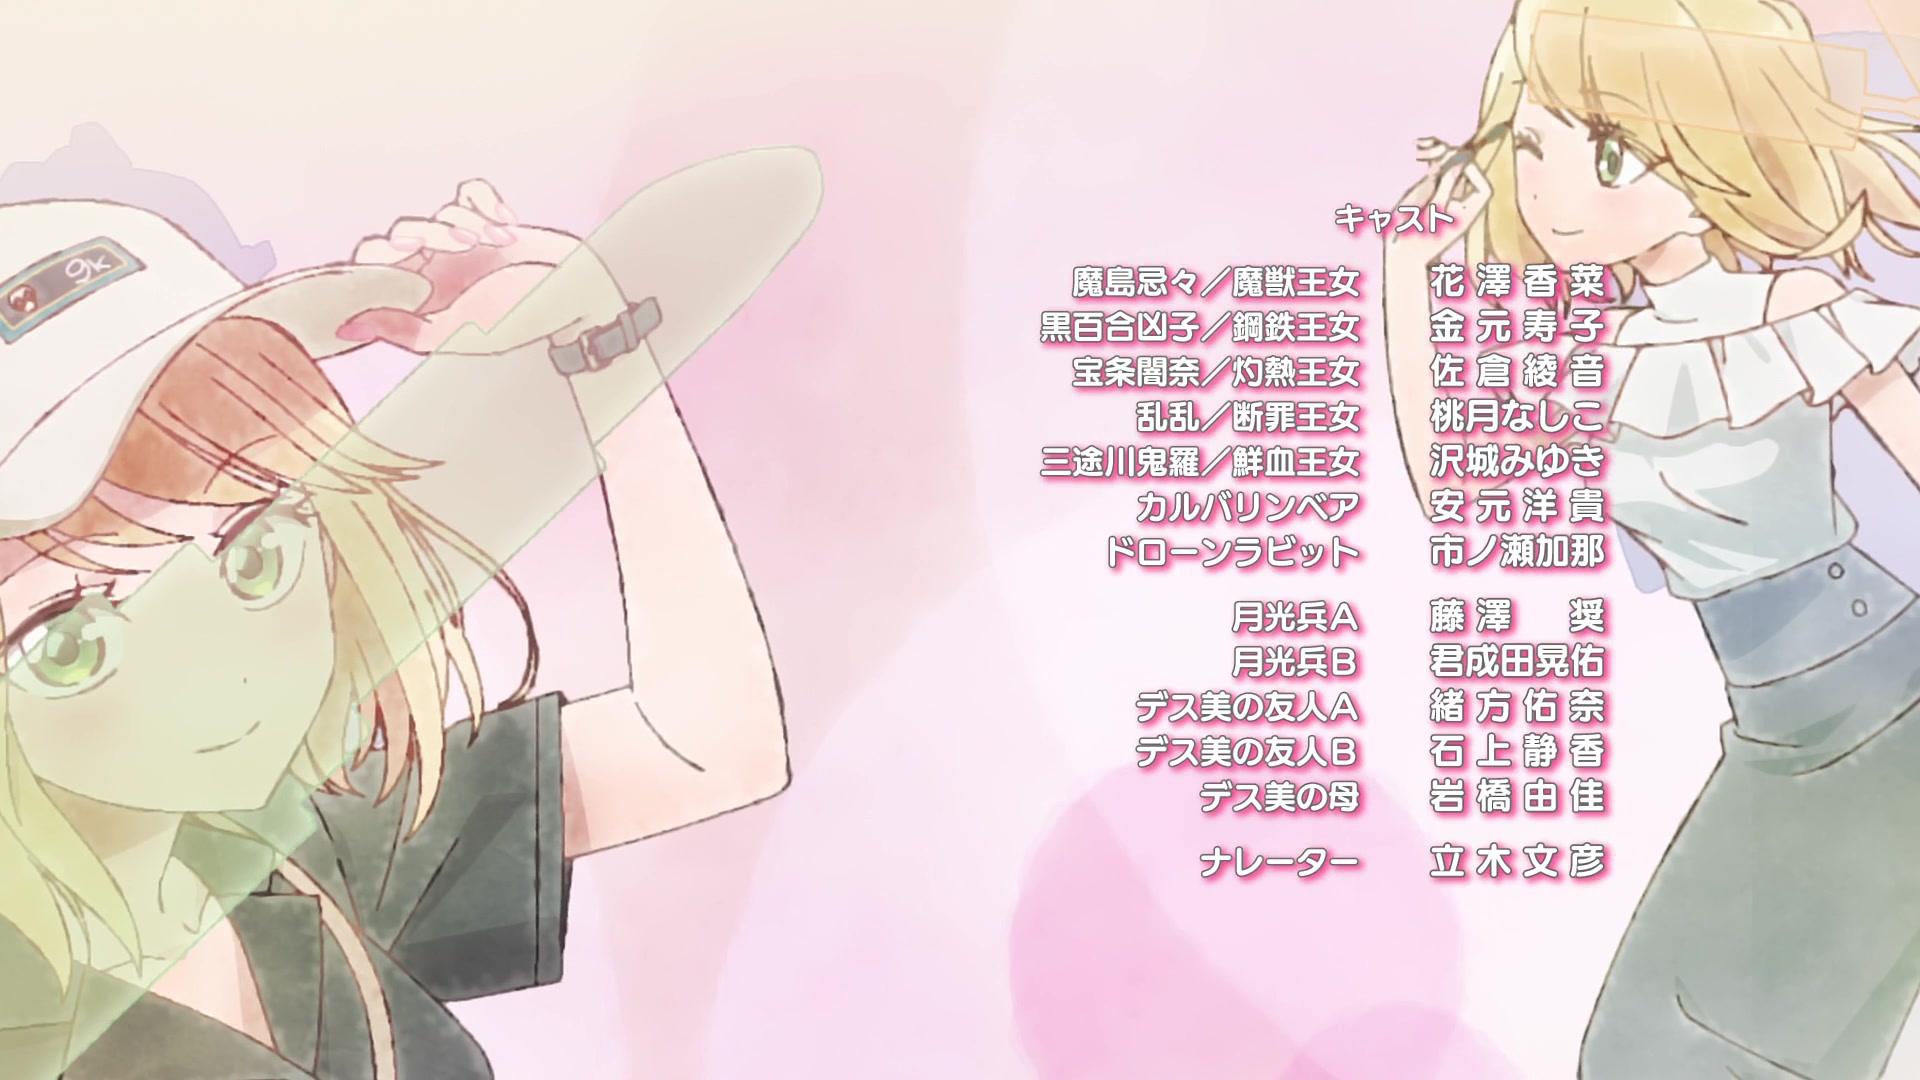 9K
キャスト
魔島忌々／魔獣王女　花澤香菜
黒百合凶子／鋼鉄王女　金元寿子
宝条闇奈／灼熱王女　佐倉綾音
乱乱／断罪王女　桃月なしこ
三途川鬼羅／鮮血王女　沢城みゆき
カルバリンベア　安元洋貴
ドローンラビット　市ノ瀬加那
月光兵A　藤澤　奨
月光兵B　君成田晃佑
デス美の友人A　緒方佑奈
デス美の友人B　石上静香
デス美の母　岩橋由佳
ナレーター　立木文彦